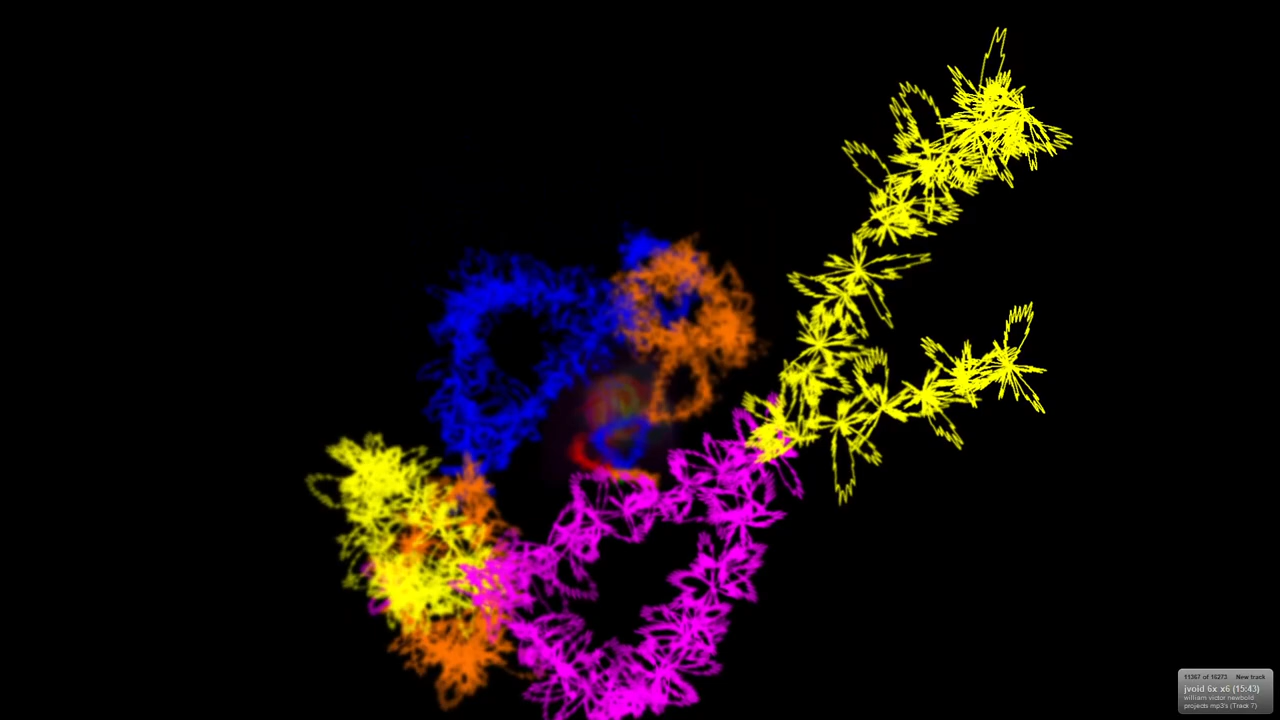 11367 of 16273 New track
jvoid 6x x6 (15:43)
william victor newbold
projects mp3's (Track 7)